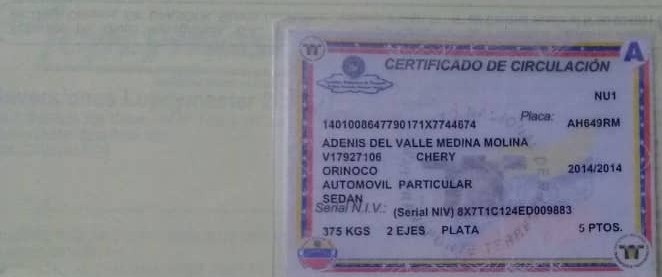 A
CERTIFICADO DE CIRCULACIÓN
NU1
1401008647790171X7744674 Placa: AH649RM
ADENIS DEL VALLE MEDINA MOLINA
V17927106 CHERY
ORINOCO 2014/2014
AUTOMOVIL PARTICULAR
SEDAN
Serial N.I.V.: (Serial NIV) 8X7T1C124ED009883
375 KGS 2 EJES PLATA 5 PTOS.